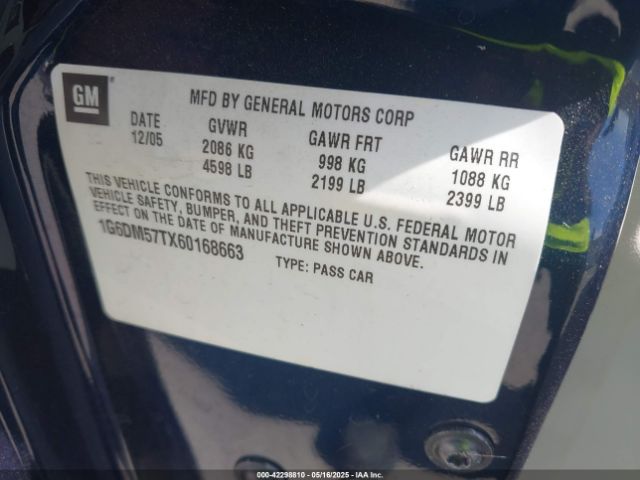 GM
MFD BY GENERAL MOTORS CORP
DATE GVWR GAWR FRT GAWR RR
12/05 2086 KG 998 KG 1088 KG
4598 LB 2199 LB 2399 LB
THIS VEHICLE CONFORMS TO ALL APPLICABLE U.S. FEDERAL MOTOR
VEHICLE SAFETY, BUMPER, AND THEFT PREVENTION STANDARDS IN
EFFECT ON THE DATE OF MANUFACTURE SHOWN ABOVE.
1G6DM57TX60168663 TYPE: PASS CAR
000-42298810 - 05/16/2025 - IAA Inc.